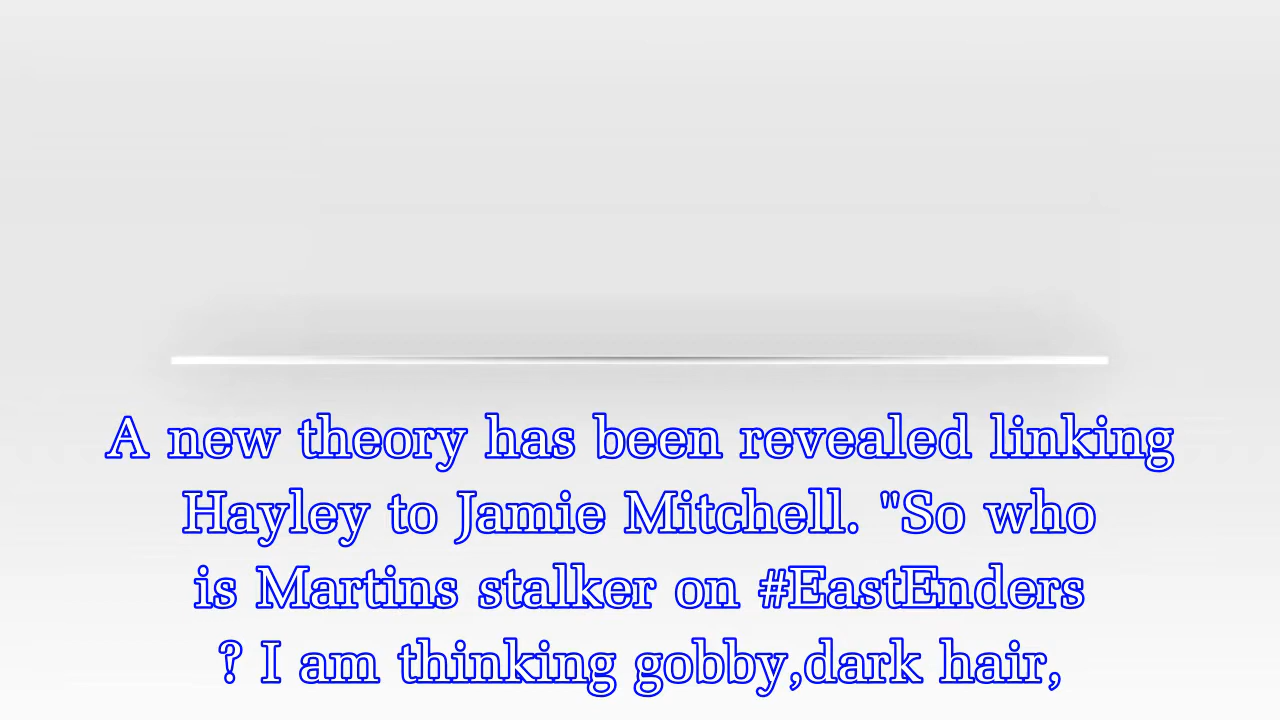 A new theory has been revealed linking
Hayley to Jamie Mitchell. "So who
is Martins stalker on #EastEnders
? I am thinking gobby,dark hair,